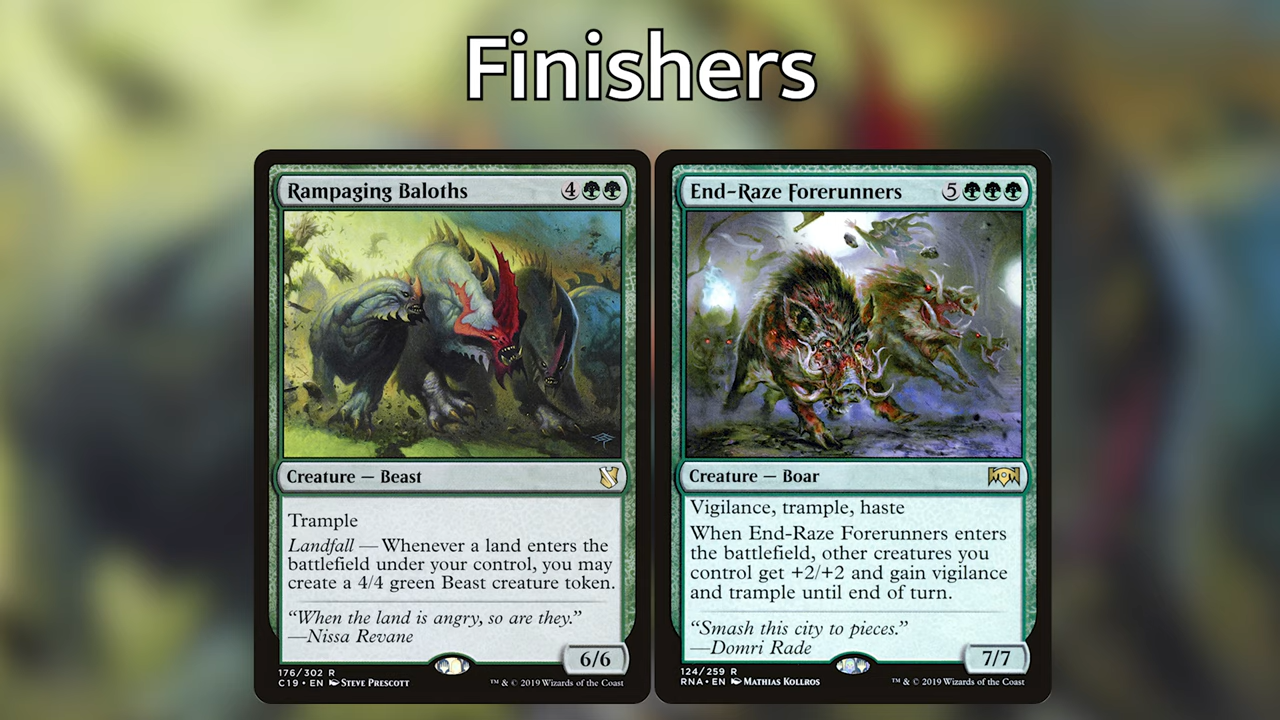 Finishers
Rampaging Baloths 4
Creature — Beast
Trample
Landfall — Whenever a land enters the
battlefield under your control, you may
create a 4/4 green Beast creature token.
“When the land is angry, so are they.”
—Nissa Revane
6/6
176/302 R
C19 • EN Steve Prescott
™ & © 2019 Wizards of the Coast
End-Raze Forerunners 5
Creature — Boar
Vigilance, trample, haste
When End-Raze Forerunners enters
the battlefield, other creatures you
control get +2/+2 and gain vigilance
and trample until end of turn.
“Smash this city to pieces.”
—Domri Rade
7/7
124/259 R
RNA • EN Mathias Kollros
™ & © 2019 Wizards of the Coast